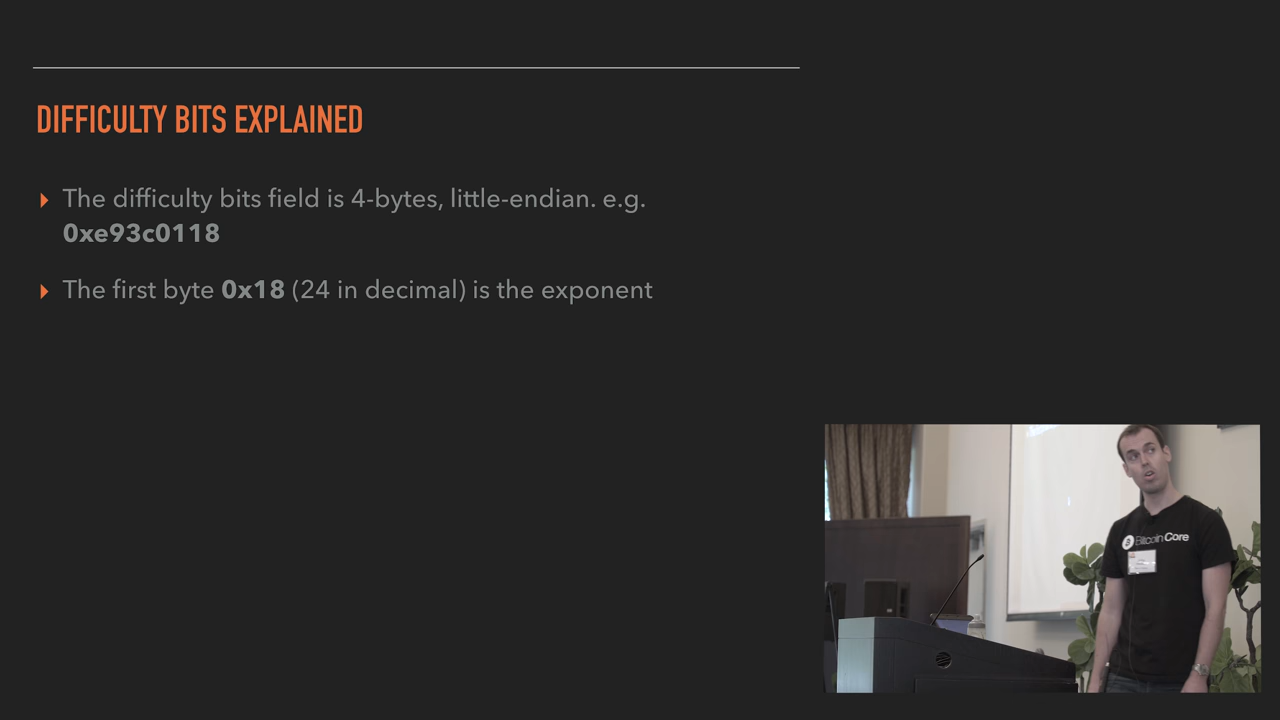 DIFFICULTY BITS EXPLAINED
The difficulty bits field is 4-bytes, little-endian. e.g.
0xe93c0118
The first byte 0x18 (24 in decimal) is the exponent
Bitcoin Core